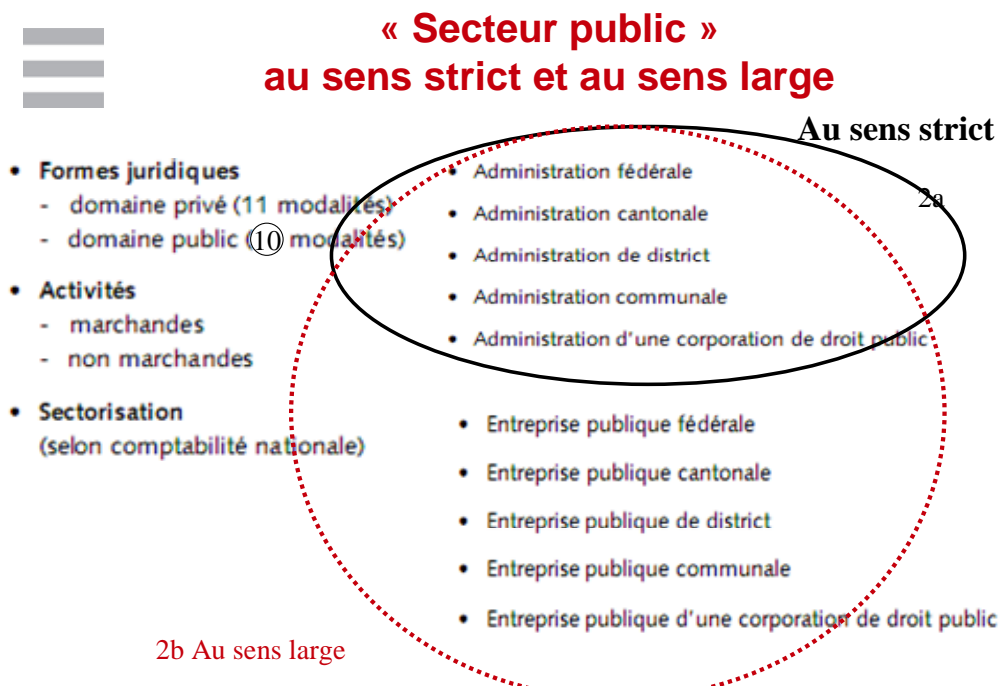 « Secteur public »
au sens strict et au sens large
Au sens strict
2a
• Formes juridiques
- domaine privé (11 modalités)
- domaine public (10 modalités)
• Activités
- marchandes
- non marchandes
• Sectorisation
(selon comptabilité nationale)
• Administration fédérale
• Administration cantonale
• Administration de district
• Administration communale
• Administration d'une corporation de droit public
• Entreprise publique fédérale
• Entreprise publique cantonale
• Entreprise publique de district
• Entreprise publique communale
• Entreprise publique d'une corporation de droit public
2b Au sens large